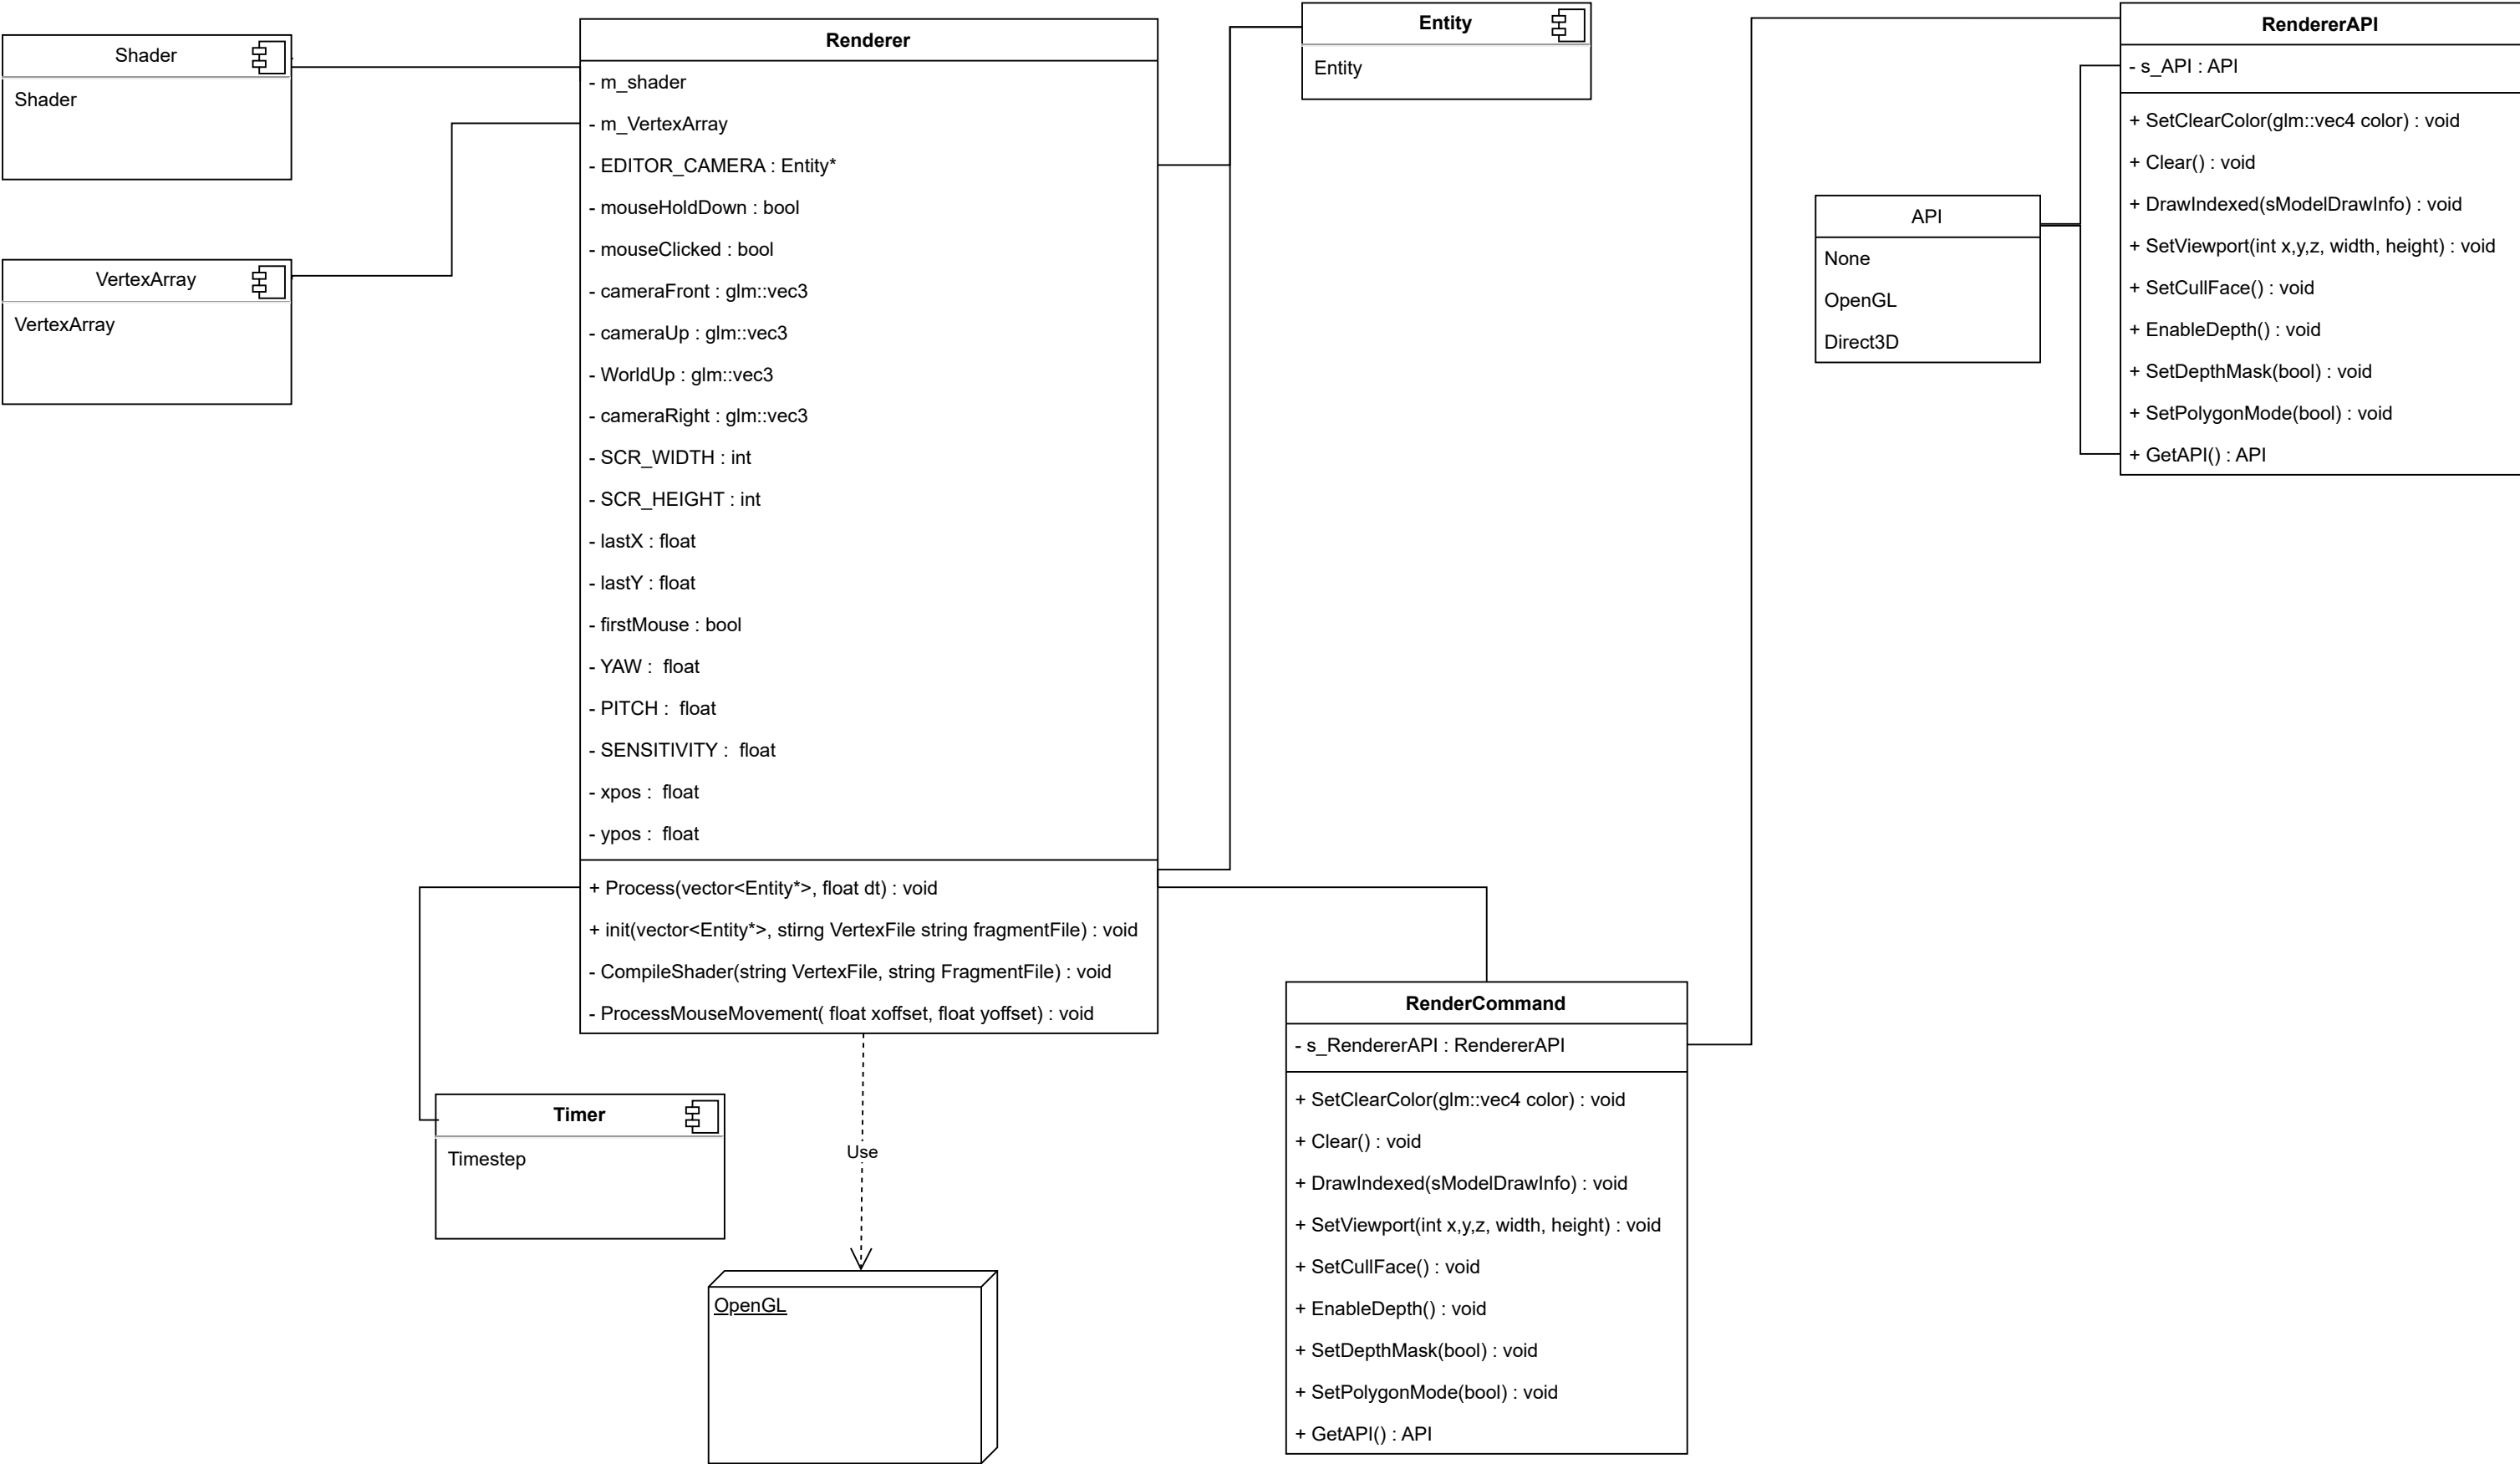 Shader
Shader
VertexArray
VertexArray
Renderer
- m_shader
- m_VertexArray
- EDITOR_CAMERA : Entity*
- mouseHoldDown : bool
- mouseClicked : bool
- cameraFront : glm::vec3
- cameraUp : glm::vec3
- WorldUp : glm::vec3
- cameraRight : glm::vec3
- SCR_WIDTH : int
- SCR_HEIGHT : int
- lastX : float
- lastY : float
- firstMouse : bool
- YAW :  float
- PITCH :  float
- SENSITIVITY :  float
- xpos :  float
- ypos :  float
+ Process(vector<Entity*>, float dt) : void
+ init(vector<Entity*>, stirng VertexFile string fragmentFile) : void
- CompileShader(string VertexFile, string FragmentFile) : void
- ProcessMouseMovement( float xoffset, float yoffset) : void
Entity
Entity
API
None
OpenGL
Direct3D
RendererAPI
- s_API : API
+ SetClearColor(glm::vec4 color) : void
+ Clear() : void
+ DrawIndexed(sModelDrawInfo) : void
+ SetViewport(int x,y,z, width, height) : void
+ SetCullFace() : void
+ EnableDepth() : void
+ SetDepthMask(bool) : void
+ SetPolygonMode(bool) : void
+ GetAPI() : API
Timer
Timestep
Use
OpenGL
RenderCommand
- s_RendererAPI : RendererAPI
+ SetClearColor(glm::vec4 color) : void
+ Clear() : void
+ DrawIndexed(sModelDrawInfo) : void
+ SetViewport(int x,y,z, width, height) : void
+ SetCullFace() : void
+ EnableDepth() : void
+ SetDepthMask(bool) : void
+ SetPolygonMode(bool) : void
+ GetAPI() : API